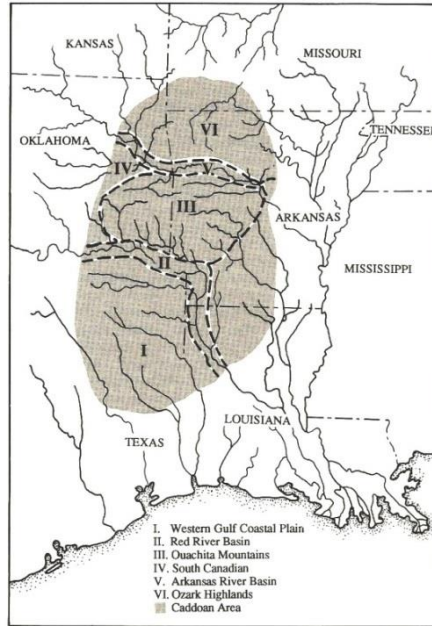 KANSAS
MISSOURI
VI
OKLAHOMA
TENNESSEE
IV
V
III
ARKANSAS
II
MISSISSIPPI
I
LOUISIANA
TEXAS
I. Western Gulf Coastal Plain
II. Red River Basin
III. Ouachita Mountains
IV. South Canadian
V. Arkansas River Basin
VI. Ozark Highlands
Caddoan Area